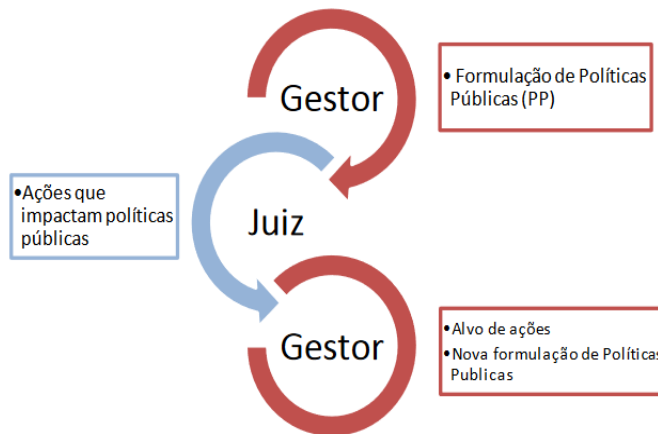 Gestor
• Formulação de Políticas
Públicas (PP)
•Ações que
impactam políticas
públicas
Juiz
Gestor
•Alvo de ações
•Nova formulação de Políticas
Publicas